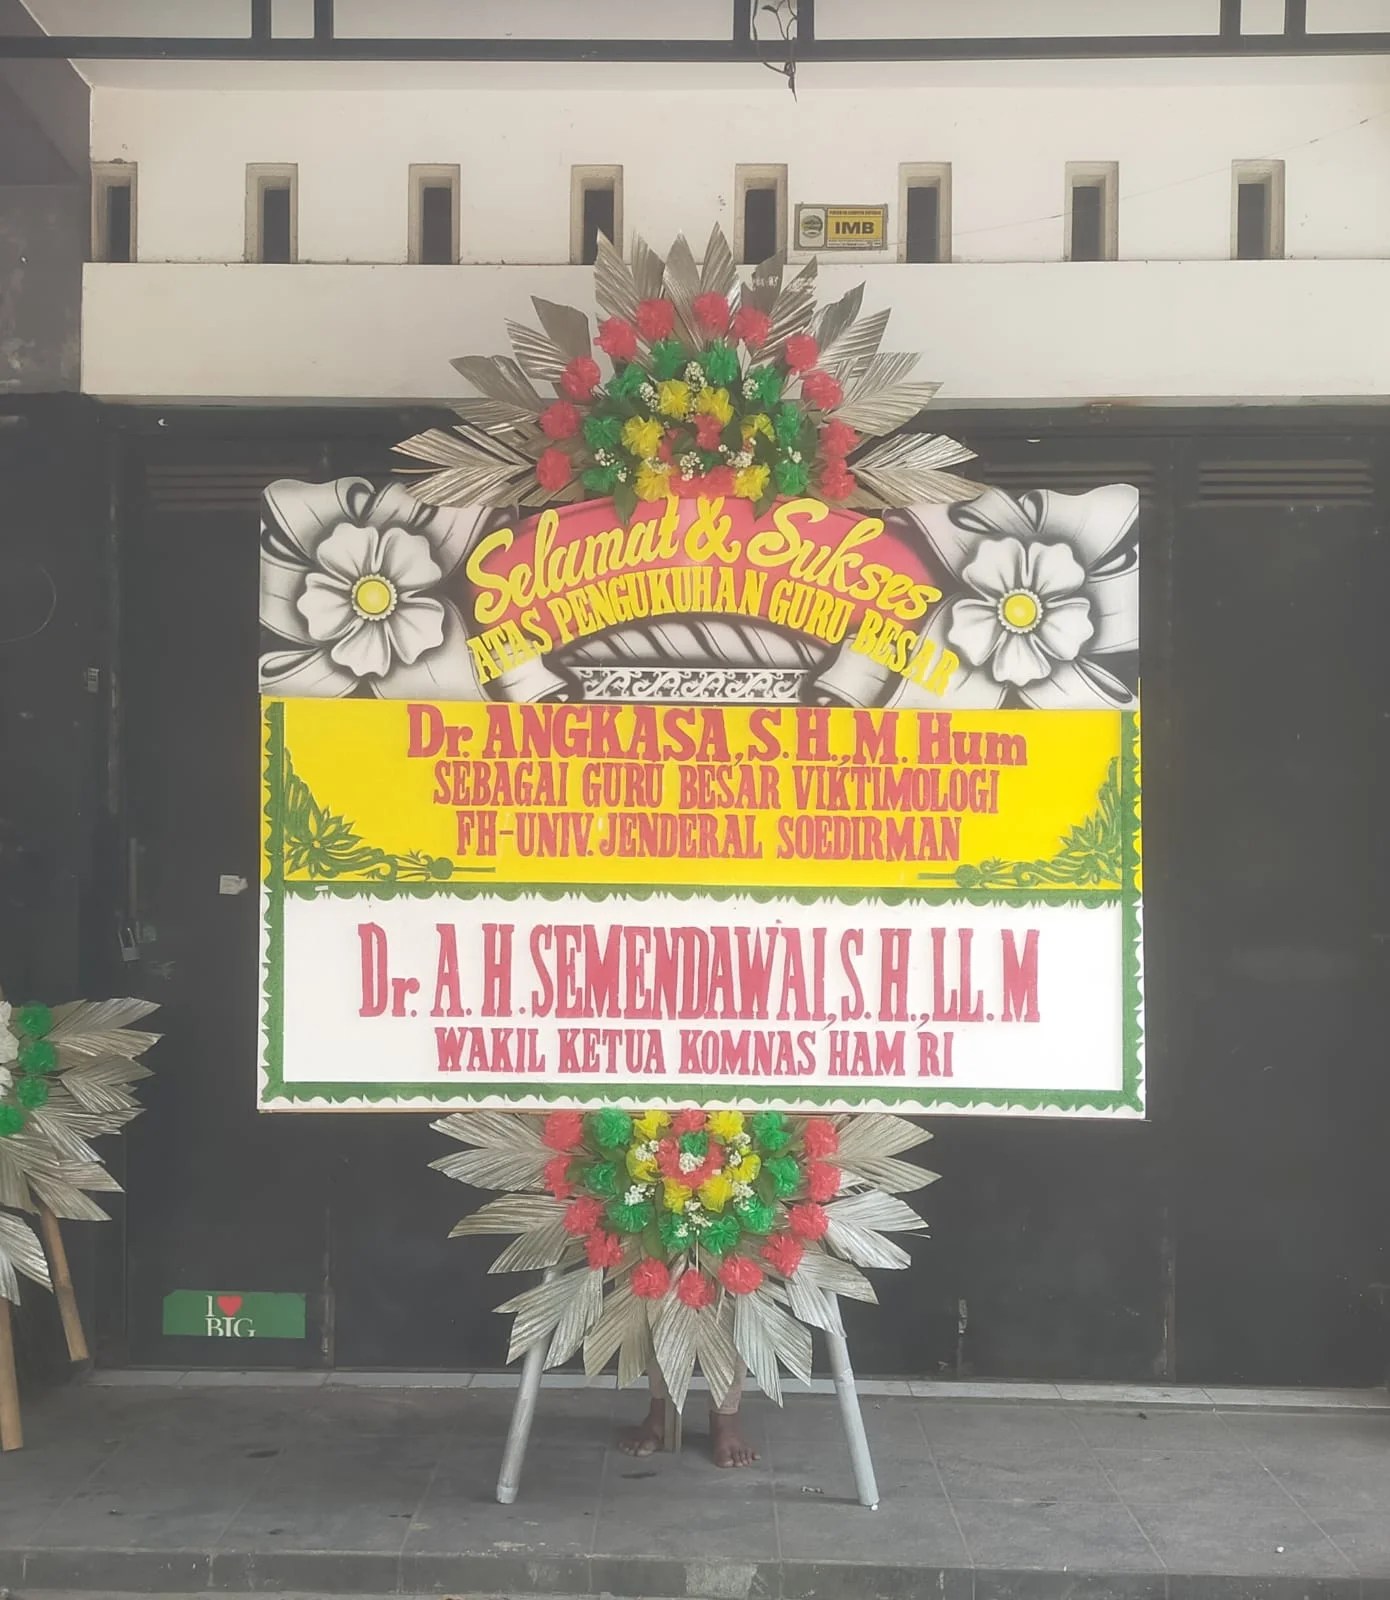 IMB
Selamat & Sukses
ATAS PENGUKUHAN GURU BESAR
Dr. ANGKASA, S.H., M.Hum
SEBAGAI GURU BESAR VIKTIMOLOGI
FH-UNIV. JENDERAL SOEDIRMAN
Dr. A.H. SEMENDAWAI, S.H., LL.M
WAKIL KETUA KOMNAS HAM RI
I ❤
BIG